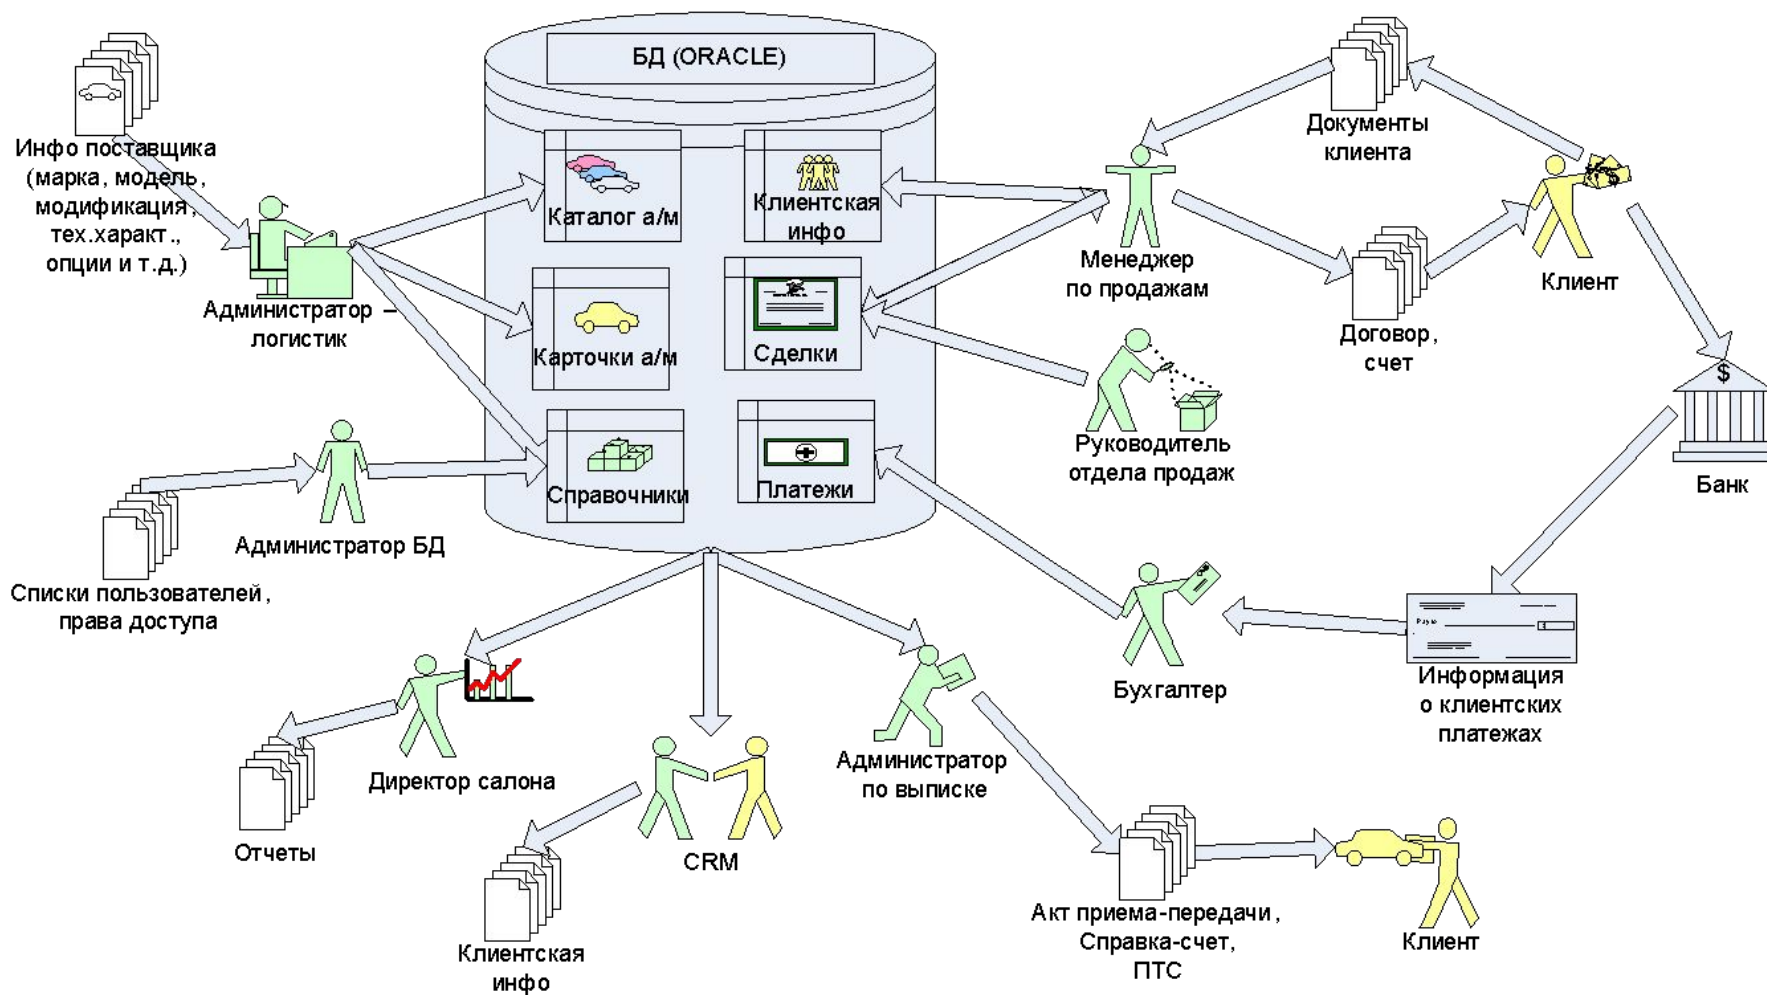 БД (ORACLE)
Инфо поставщика
(марка, модель,
модификация,
тех.характ.,
опции и т.д.)
Администратор –
логистик
Каталог а/м
Клиентская
инфо
Карточки а/м
Сделки
Справочники
Платежи
Документы
клиента
Менеджер
по продажам
Клиент
Договор,
счет
Руководитель
отдела продаж
$
Банк
Администратор БД
Списки пользователей,
права доступа
Бухгалтер
Информация
о клиентских
платежах
Директор салона
Отчеты
CRM
Клиентская
инфо
Администратор
по выписке
Акт приема-передачи,
Справка-счет,
ПТС
Клиент